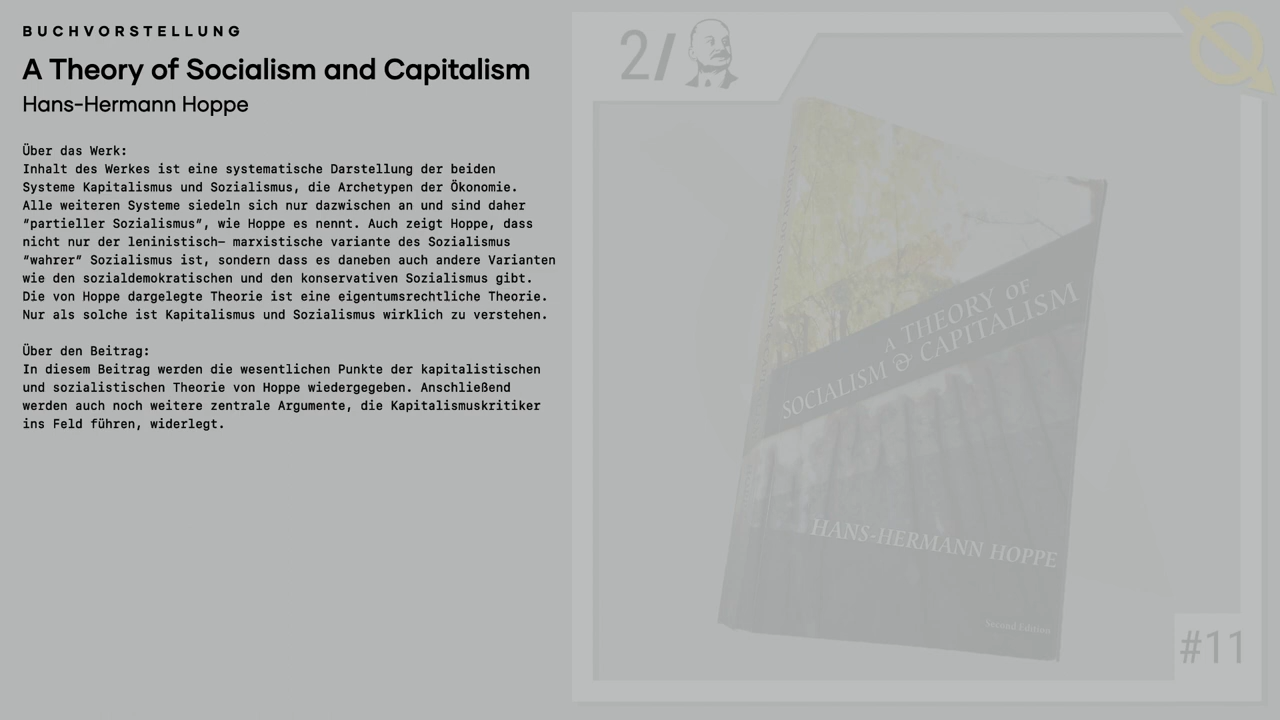 BUCHVORSTELLUNG
A Theory of Socialism and Capitalism
Hans-Hermann Hoppe
Über das Werk:
Inhalt des Werkes ist eine systematische Darstellung der beiden
Systeme Kapitalismus und Sozialismus, die Archetypen der Ökonomie.
Alle weiteren Systeme siedeln sich nur dazwischen an und sind daher
“partieller Sozialismus”, wie Hoppe es nennt. Auch zeigt Hoppe, dass
nicht nur der leninistisch– marxistische variante des Sozialismus
“wahrer” Sozialismus ist, sondern dass es daneben auch andere Varianten
wie den sozialdemokratischen und den konservativen Sozialismus gibt.
Die von Hoppe dargelegte Theorie ist eine eigentumsrechtliche Theorie.
Nur als solche ist Kapitalismus und Sozialismus wirklich zu verstehen.
Über den Beitrag:
In diesem Beitrag werden die wesentlichen Punkte der kapitalistischen
und sozialistischen Theorie von Hoppe wiedergegeben. Anschließend
werden auch noch weitere zentrale Argumente, die Kapitalismuskritiker
ins Feld führen, widerlegt.
2/
A THEORY OF
SOCIALISM & CAPITALISM
HANS-HERMANN HOPPE
Second Edition
#11